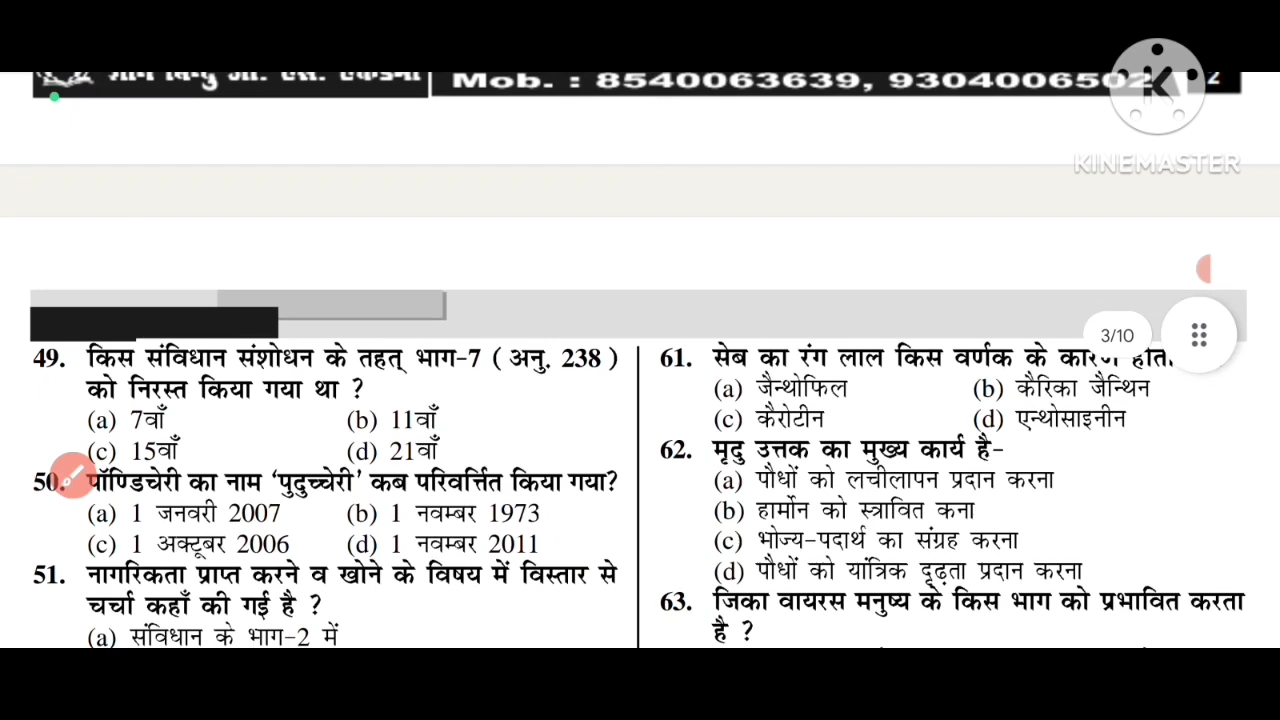 Mob. : 8540063639, 9304006502
2
KINEMASTER
3/10
49. किस संविधान संशोधन के तहत् भाग-7 ( अनु. 238 )
को निरस्त किया गया था ?
(a) 7वाँ (b) 11वाँ
(c) 15वाँ (d) 21वाँ
50. पॉण्डिचेरी का नाम ‘पुदुच्चेरी’ कब परिवर्त्तित किया गया?
(a) 1 जनवरी 2007 (b) 1 नवम्बर 1973
(c) 1 अक्टूबर 2006 (d) 1 नवम्बर 2011
51. नागरिकता प्राप्त करने व खोने के विषय में विस्तार से
चर्चा कहाँ की गई है ?
(a) संविधान के भाग-2 में
61. सेब का रंग लाल किस वर्णक के कारण
(a) जैन्थोफिल (b) कैरिका जैन्थिन
(c) कैरोटीन (d) एन्थोसाइनीन
62. मृदु उत्तक का मुख्य कार्य है-
(a) पौधों को लचीलापन प्रदान करना
(b) हार्मोन को स्त्रावित कना
(c) भोज्य-पदार्थ का संग्रह करना
(d) पौधों को यांत्रिक दृढ़ता प्रदान करना
63. जिका वायरस मनुष्य के किस भाग को प्रभावित करता
है ?